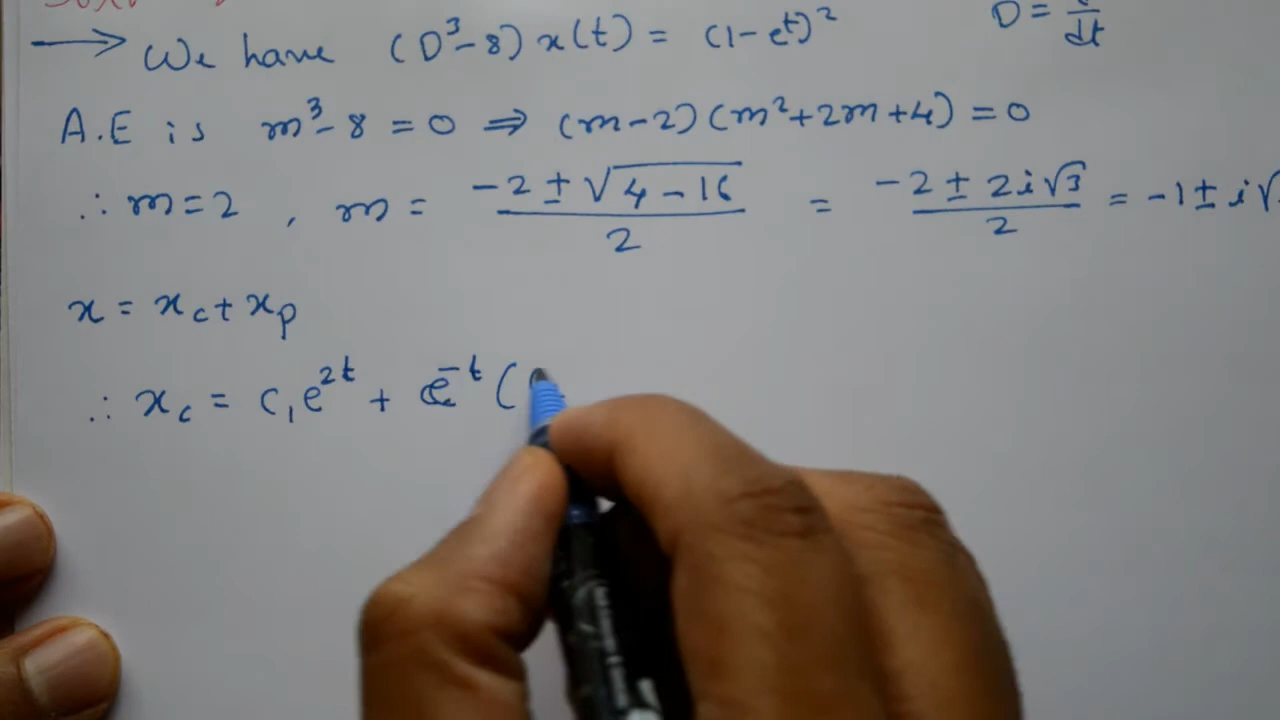 → We have (D³-8) x(t) = (1-eᵗ)² D = /dt
A.E is m³-8 = 0 ⇒ (m-2)(m²+2m+4) = 0
∴ m=2 , m = (-2 ± √(4-16))/2 = (-2 ± 2i√3)/2 = -1 ± i√
x = x_c + x_p
∴ x_c = c₁e^{2t} + e^{-t} (